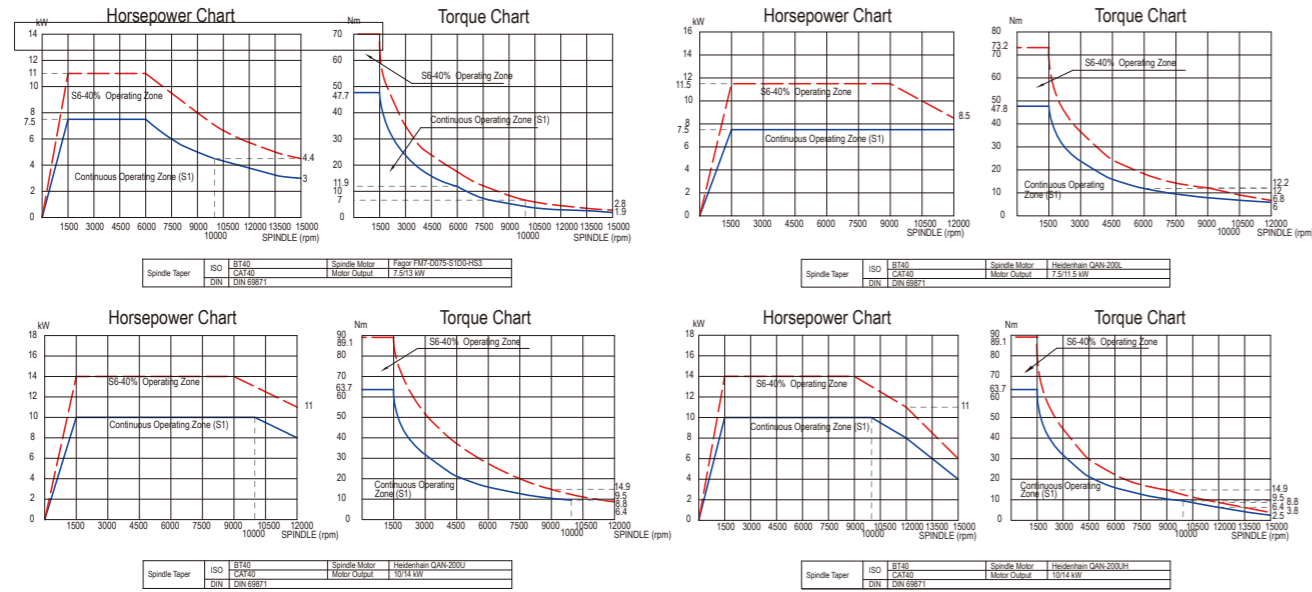 Horsepower Chart
kW
14
12
11
10
8
7.5
6
4
2
0
S6-40% Operating Zone
Continuous Operating Zone (S1)
4.4
3
1500 3000 4500 6000 7500 9000 10500 12000 13500 15000
10000
SPINDLE (rpm)
Torque Chart
Nm
70
60
50
47.7
40
30
20
11.9
10
7
0
S6-40% Operating Zone
Continuous Operating Zone (S1)
2.8
1.9
1500 3000 4500 6000 7500 9000 10500 12000 13500 15000
10000
SPINDLE (rpm)
Spindle Taper ISO BT40 Spindle Motor Fagor FM7-D075-S1D0-HS3
CAT40 Motor Output 7.5/13 kW
DIN DIN 69871
Horsepower Chart
kW
16
14
12
11.5
10
8
7.5
6
4
2
0
S6-40% Operating Zone
Continuous Operating Zone (S1)
8.5
1500 3000 4500 6000 7500 9000 10500 12000
10000
SPINDLE (rpm)
Torque Chart
Nm
80
73.2
70
60
50
47.8
40
30
20
10
0
S6-40% Operating Zone
Continuous Operating
Zone (S1)
12.2
12
6.8
6
1500 3000 4500 6000 7500 9000 10500 12000
10000
SPINDLE (rpm)
Spindle Taper ISO BT40 Spindle Motor Heidenhain QAN-200L
CAT40 Motor Output 7.5/11.5 kW
DIN DIN 69871
Horsepower Chart
kW
18
16
14
12
10
8
6
4
2
0
S6-40% Operating Zone
Continuous Operating Zone (S1)
11
1500 3000 4500 6000 7500 9000 10500 12000
10000
SPINDLE (rpm)
Torque Chart
Nm
90
89.1
80
70
63.7
60
50
40
30
20
10
0
S6-40% Operating Zone
Continuous Operating
Zone (S1)
14.9
9.5
8.8
6.4
1500 3000 4500 6000 7500 9000 10500 12000
10000
SPINDLE (rpm)
Spindle Taper ISO BT40 Spindle Motor Heidenhain QAN-200U
CAT40 Motor Output 10/14 kW
DIN DIN 69871
Horsepower Chart
kW
18
16
14
12
10
8
6
4
2
0
S6-40% Operating Zone
Continuous Operating Zone (S1)
11
1500 3000 4500 6000 7500 9000 10500 12000 13500 15000
10000
SPINDLE (rpm)
Torque Chart
Nm
90
89.1
80
70
63.7
60
50
40
30
20
10
0
S6-40% Operating Zone
Continuous Operating
Zone (S1)
14.9
9.5
8.8
6.4
3.8
2.5
1500 3000 4500 6000 7500 9000 10500 12000 13500 15000
10000
SPINDLE (rpm)
Spindle Taper ISO BT40 Spindle Motor Heidenhain QAN-200UH
CAT40 Motor Output 10/14 kW
DIN DIN 69871